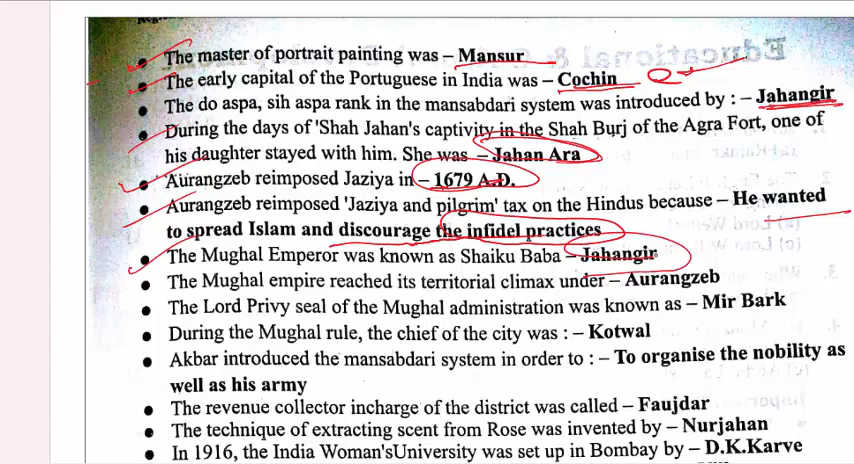 • The master of portrait painting was – Mansur
• The early capital of the Portuguese in India was – Cochin
• The do aspa, sih aspa rank in the mansabdari system was introduced by : – Jahangir
• During the days of 'Shah Jahan's captivity in the Shah Burj of the Agra Fort, one of
his daughter stayed with him. She was – Jahan Ara
• Aurangzeb reimposed Jaziya in – 1679 A.D.
• Aurangzeb reimposed 'Jaziya and pilgrim' tax on the Hindus because – He wanted
to spread Islam and discourage the infidel practices
• The Mughal Emperor was known as Shaiku Baba – Jahangir
• The Mughal empire reached its territorial climax under – Aurangzeb
• The Lord Privy seal of the Mughal administration was known as – Mir Bark
• During the Mughal rule, the chief of the city was : – Kotwal
• Akbar introduced the mansabdari system in order to : – To organise the nobility as
well as his army
• The revenue collector incharge of the district was called – Faujdar
• The technique of extracting scent from Rose was invented by – Nurjahan
• In 1916, the India Woman'sUniversity was set up in Bombay by – D.K.Karve